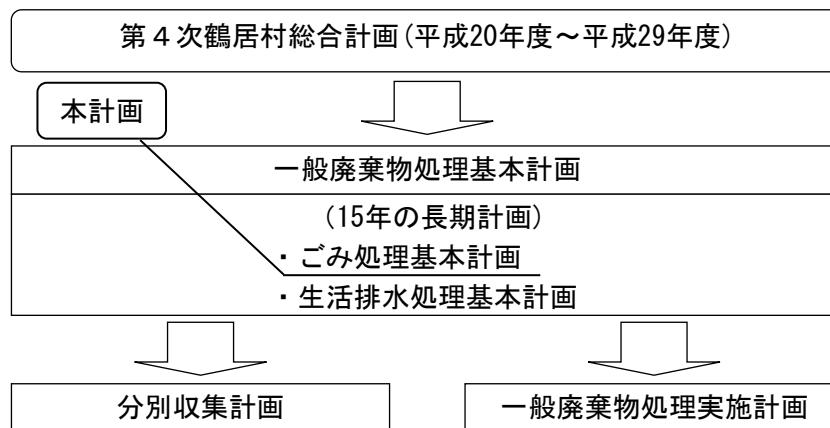 第４次鶴居村総合計画(平成20年度～平成29年度)
本計画
一般廃棄物処理基本計画
(15年の長期計画)
・ごみ処理基本計画
・生活排水処理基本計画
分別収集計画
一般廃棄物処理実施計画